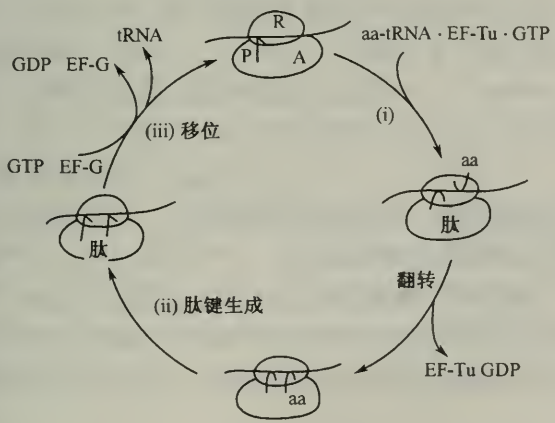 tRNA
R
P
A
aa-tRNA · EF-Tu · GTP
GDP EF-G
(i)
(iii) 移位
GTP EF-G
aa
肽
肽
翻转
(ii) 肽键生成
EF-Tu GDP
aa